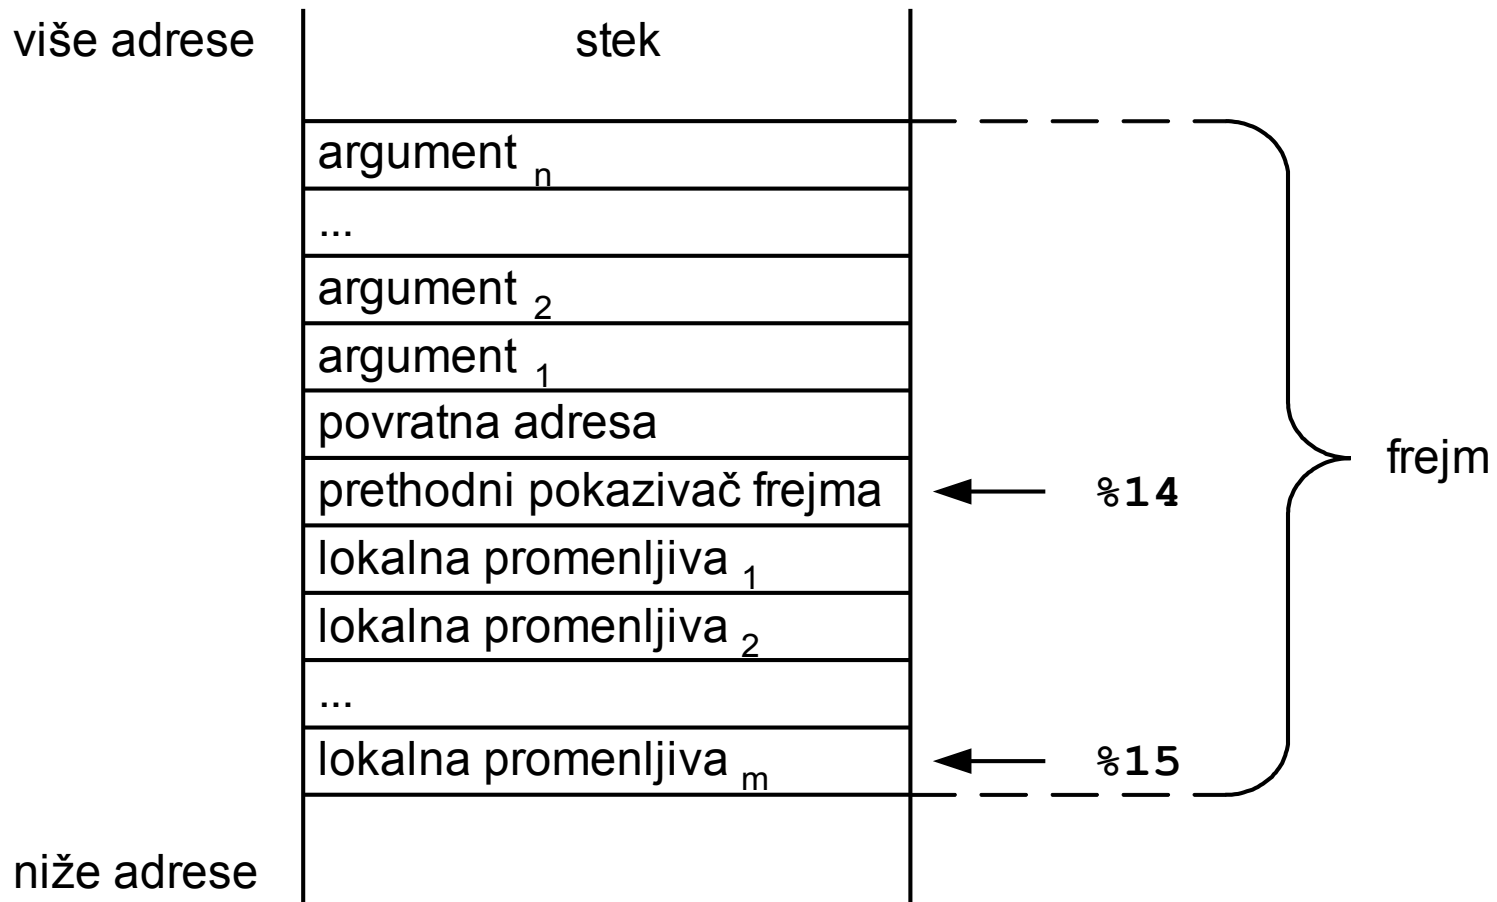 više adrese stek
argument n
...
argument 2
argument 1
povratna adresa
frejm
prethodni pokazivač frejma %14
lokalna promenljiva 1
lokalna promenljiva 2
...
lokalna promenljiva m %15
niže adrese